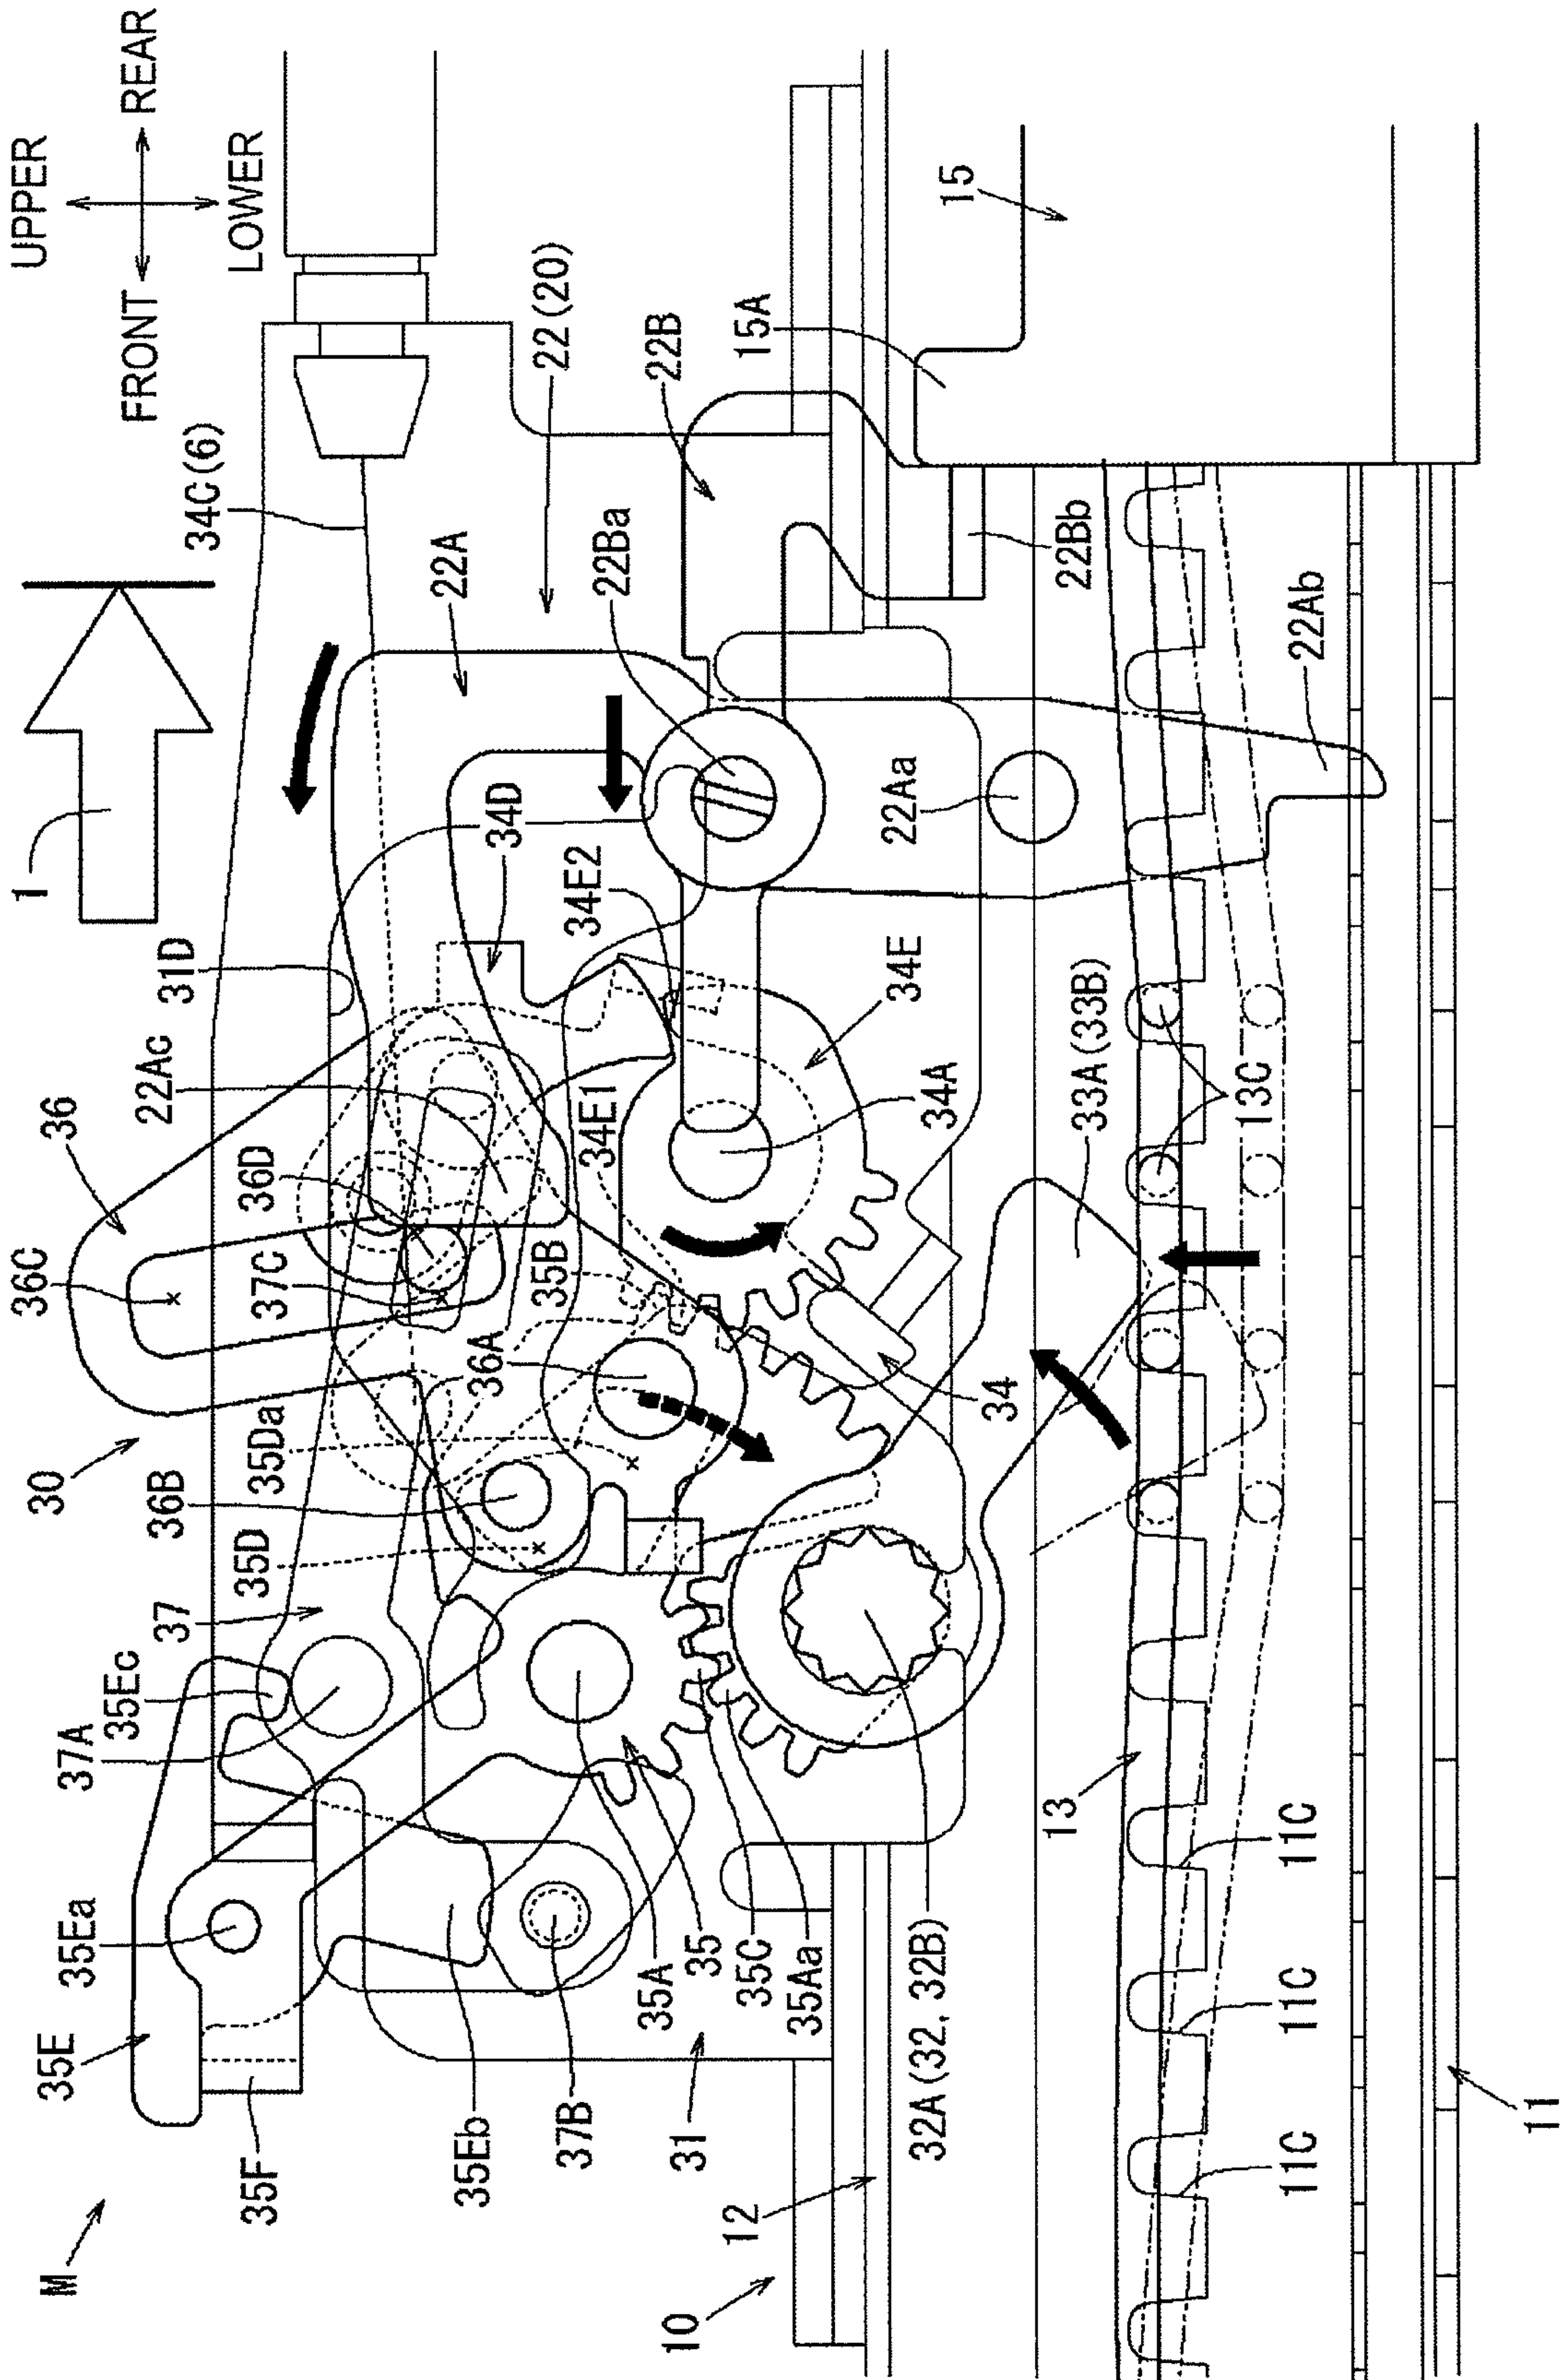 UPPER
FRONT
REAR
LOWER
1
34C(6)
22(20)
22A
22B
22Ba
15A
15
31D
34D
22Ac
36
36D
34E2
34E1
34E
34A
22Aa
22Bb
22Ab
36C
37C
35B
36A
30
35Da
36B
35D
37
34
33A(33B)
13C
35Ec
37A
35Ea
35E
35F
35Eb
37B
31
35A
35
35C
35Aa
32A(32, 32B)
13
11C
11C
11C
M
12
10
11